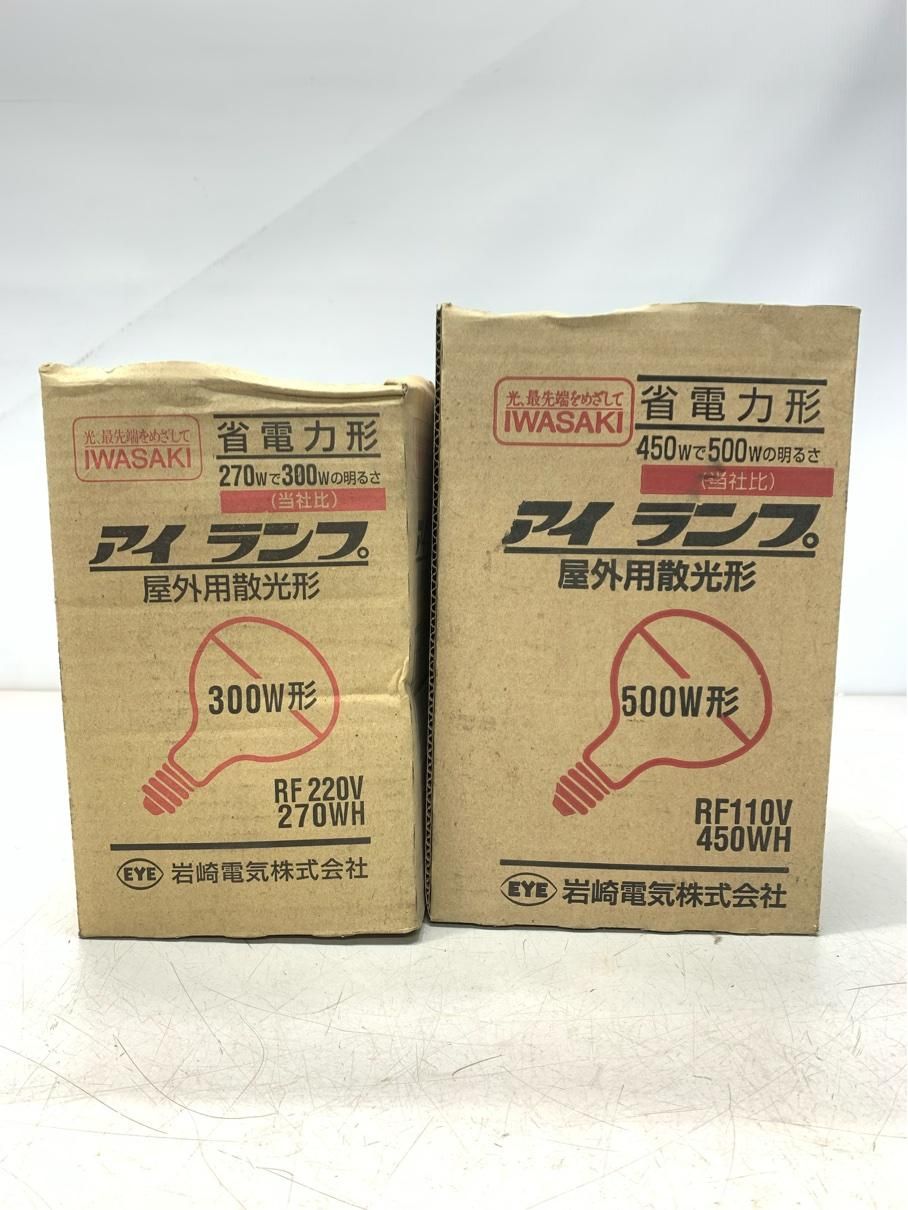 光、最先端をめざして
IWASAKI
省電力形
270Wで300Wの明るさ
(当社比)
アイ ランプ。
屋外用散光形
300W形
RF 220V
270WH
EYE 岩崎電気株式会社
光、最先端をめざして
IWASAKI
省電力形
450Wで500Wの明るさ
(当社比)
アイ ランプ。
屋外用散光形
500W形
RF110V
450WH
EYE 岩崎電気株式会社